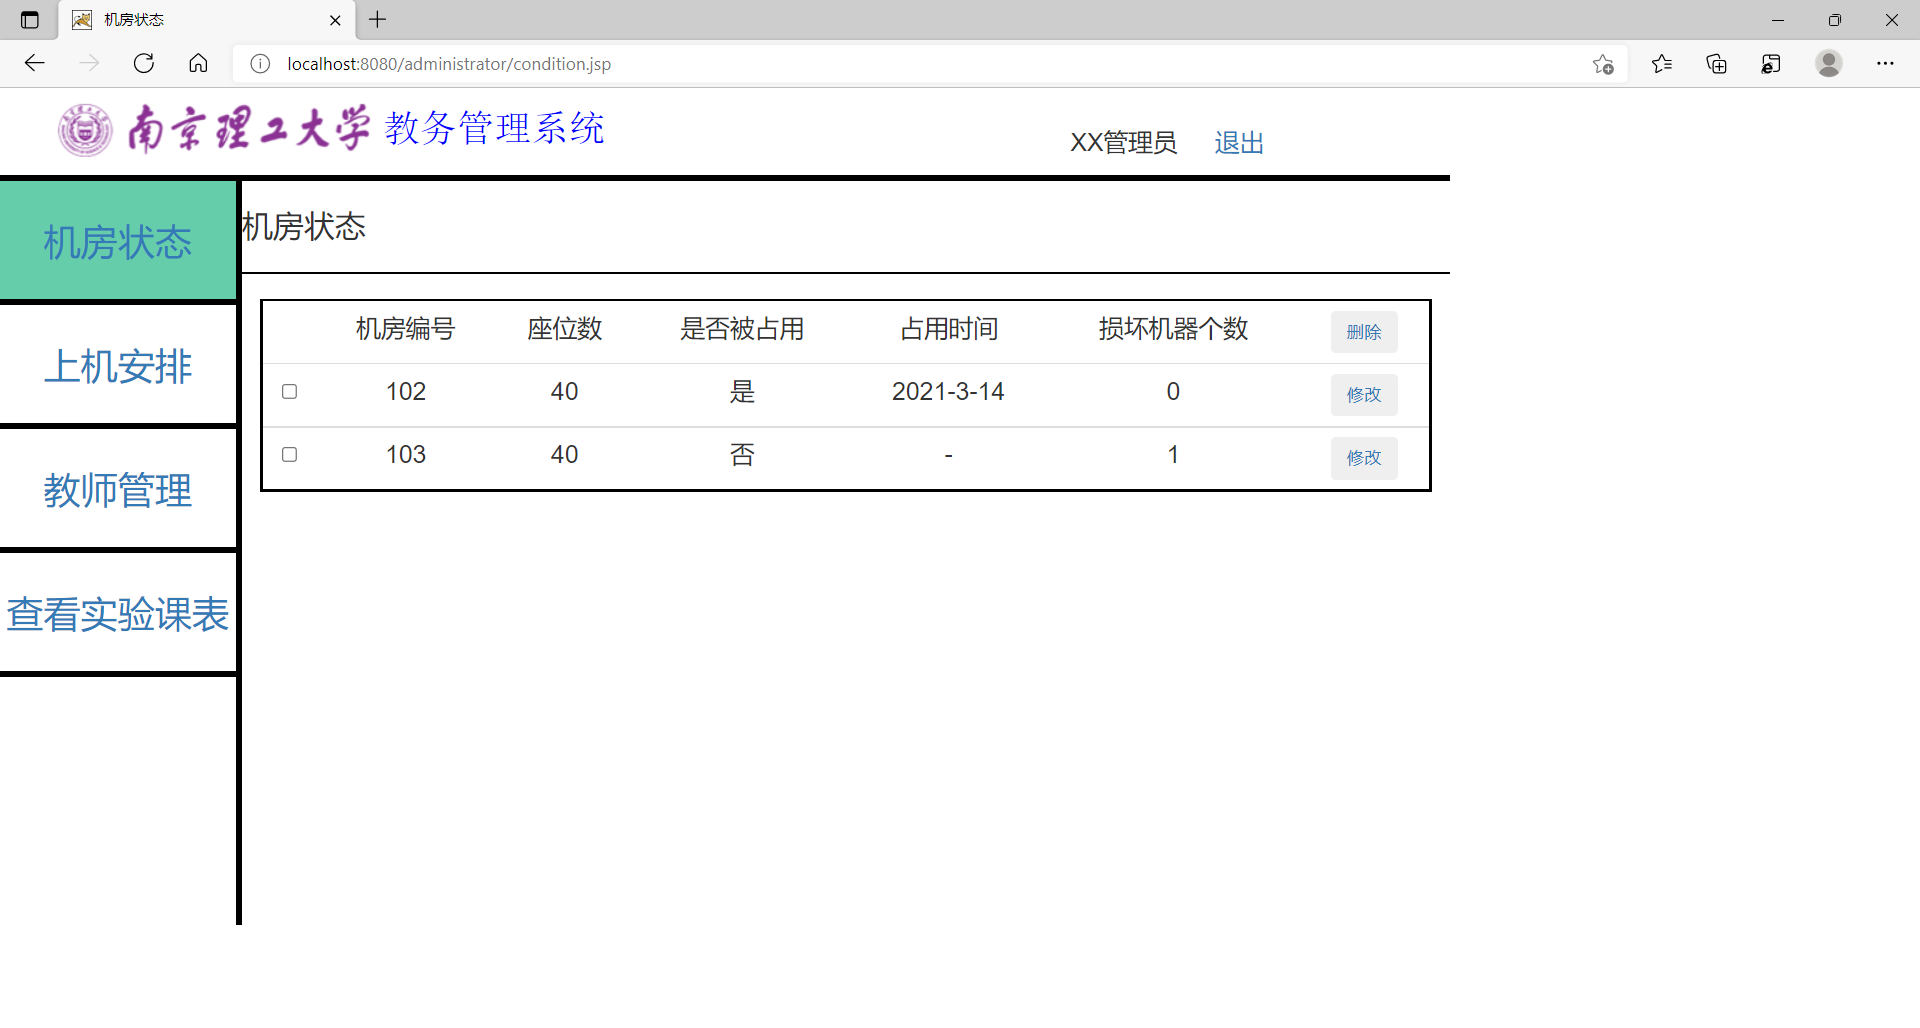 机房状态
localhost:8080/administrator/condition.jsp
南京理工大学 教务管理系统
XX管理员 退出
机房状态
上机安排
教师管理
查看实验课表
机房状态
机房编号 座位数 是否被占用 占用时间 损坏机器个数 删除
102 40 是 2021-3-14 0 修改
103 40 否 - 1 修改